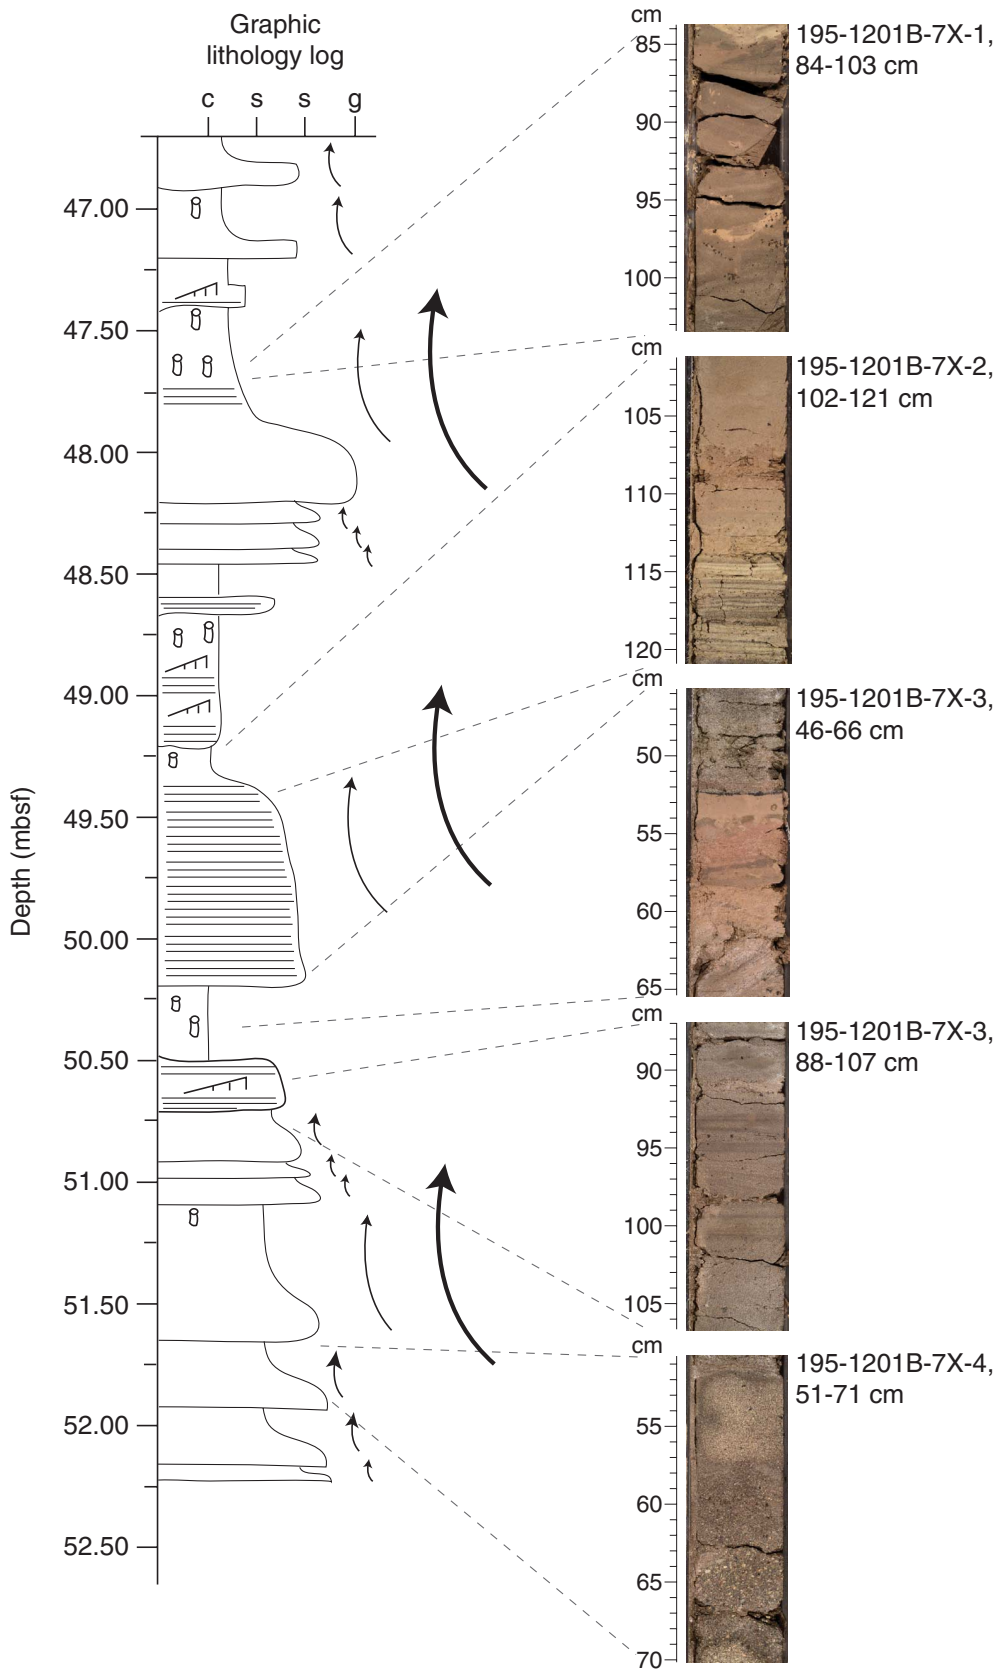 Graphic
lithology log
c s s g
Depth (mbsf)
47.00
47.50
48.00
48.50
49.00
49.50
50.00
50.50
51.00
51.50
52.00
52.50
cm
85
90
95
100
195-1201B-7X-1,
84-103 cm
cm
105
110
115
120
195-1201B-7X-2,
102-121 cm
cm
50
55
60
65
195-1201B-7X-3,
46-66 cm
cm
90
95
100
105
195-1201B-7X-3,
88-107 cm
cm
55
60
65
70
195-1201B-7X-4,
51-71 cm